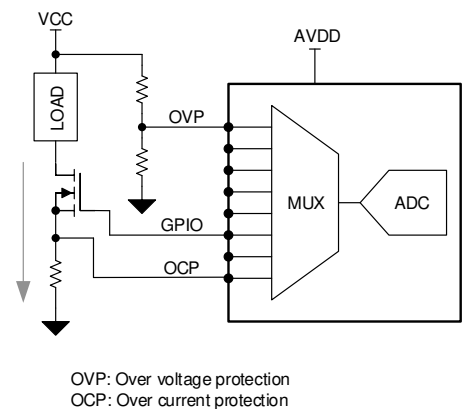 VCC
AVDD
LOAD
OVP
MUX
ADC
GPIO
OCP
OVP: Over voltage protection
OCP: Over current protection